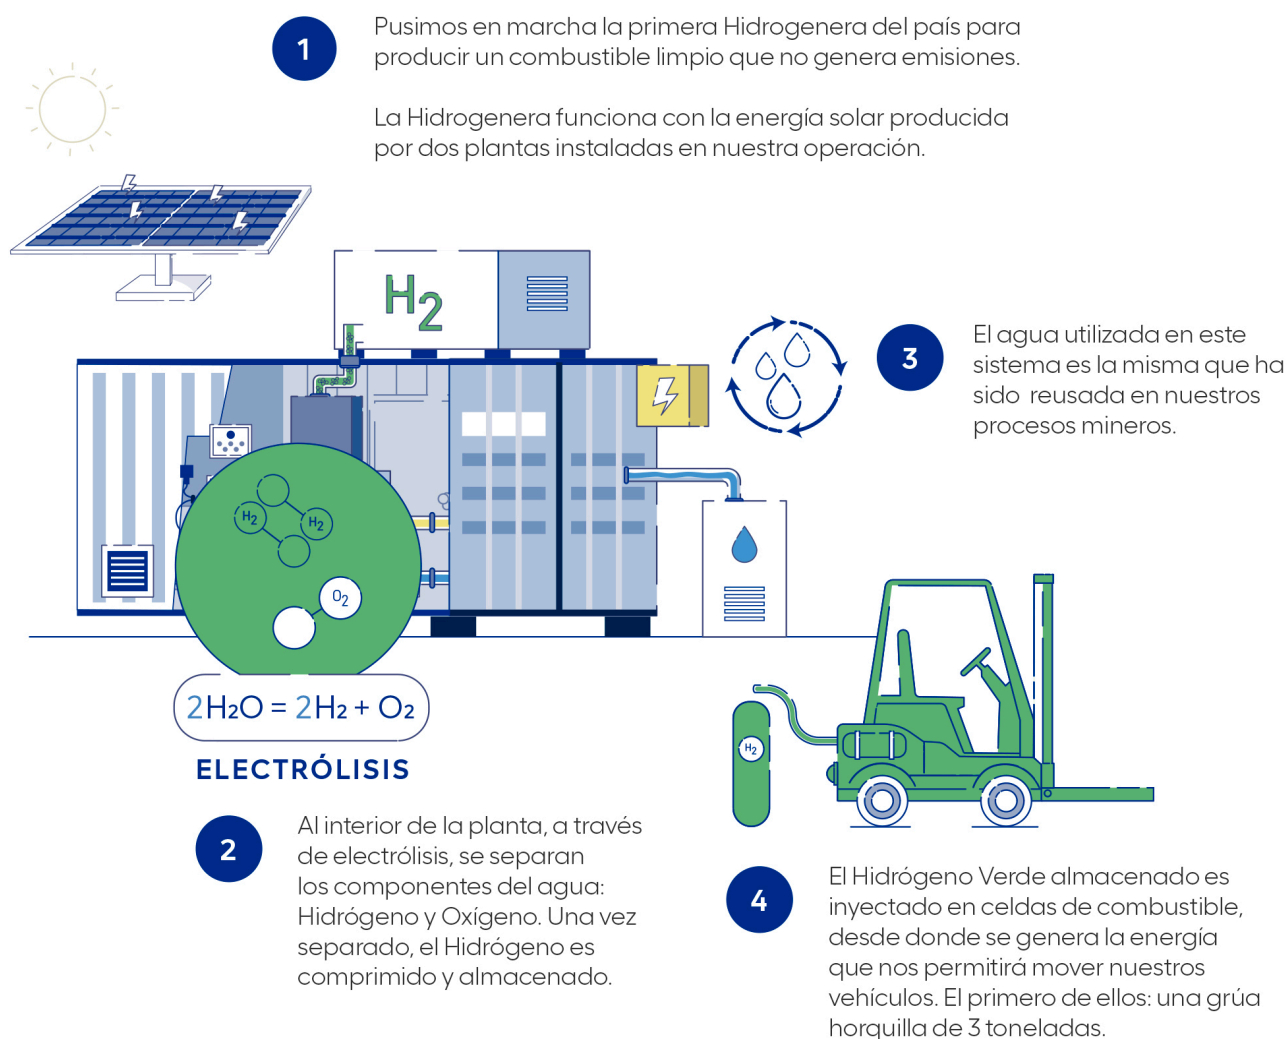 1
Pusimos en marcha la primera Hidrogenera del país para
producir un combustible limpio que no genera emisiones.
La Hidrogenera funciona con la energía solar producida
por dos plantas instaladas en nuestra operación.
H2
3
El agua utilizada en este
sistema es la misma que ha
sido reusada en nuestros
procesos mineros.
H2
H2
O2
2H2O = 2H2 + O2
ELECTRÓLISIS
2
Al interior de la planta, a través
de electrólisis, se separan
los componentes del agua:
Hidrógeno y Oxígeno. Una vez
separado, el Hidrógeno es
comprimido y almacenado.
H2
4
El Hidrógeno Verde almacenado es
inyectado en celdas de combustible,
desde donde se genera la energía
que nos permitirá mover nuestros
vehículos. El primero de ellos: una grúa
horquilla de 3 toneladas.